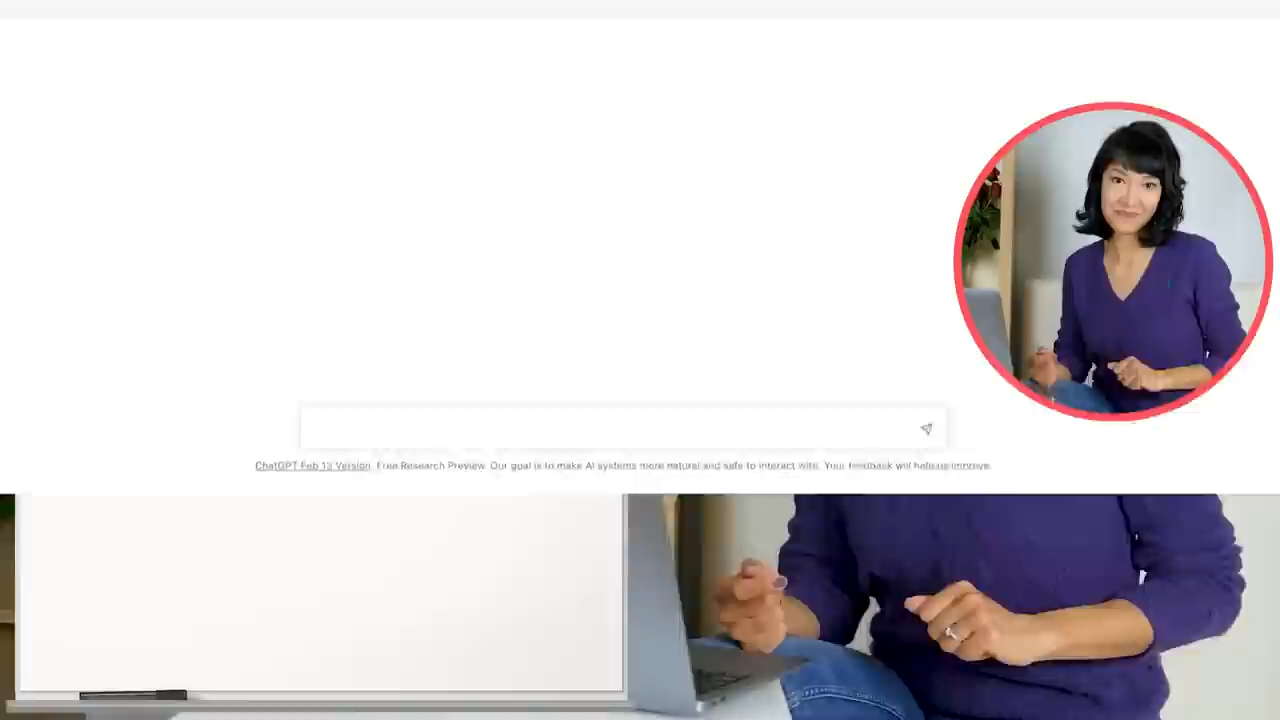 ChatGPT Feb 13 Version. Free Research Preview. Our goal is to make AI systems more natural and safe to interact with. Your feedback will help us improve.